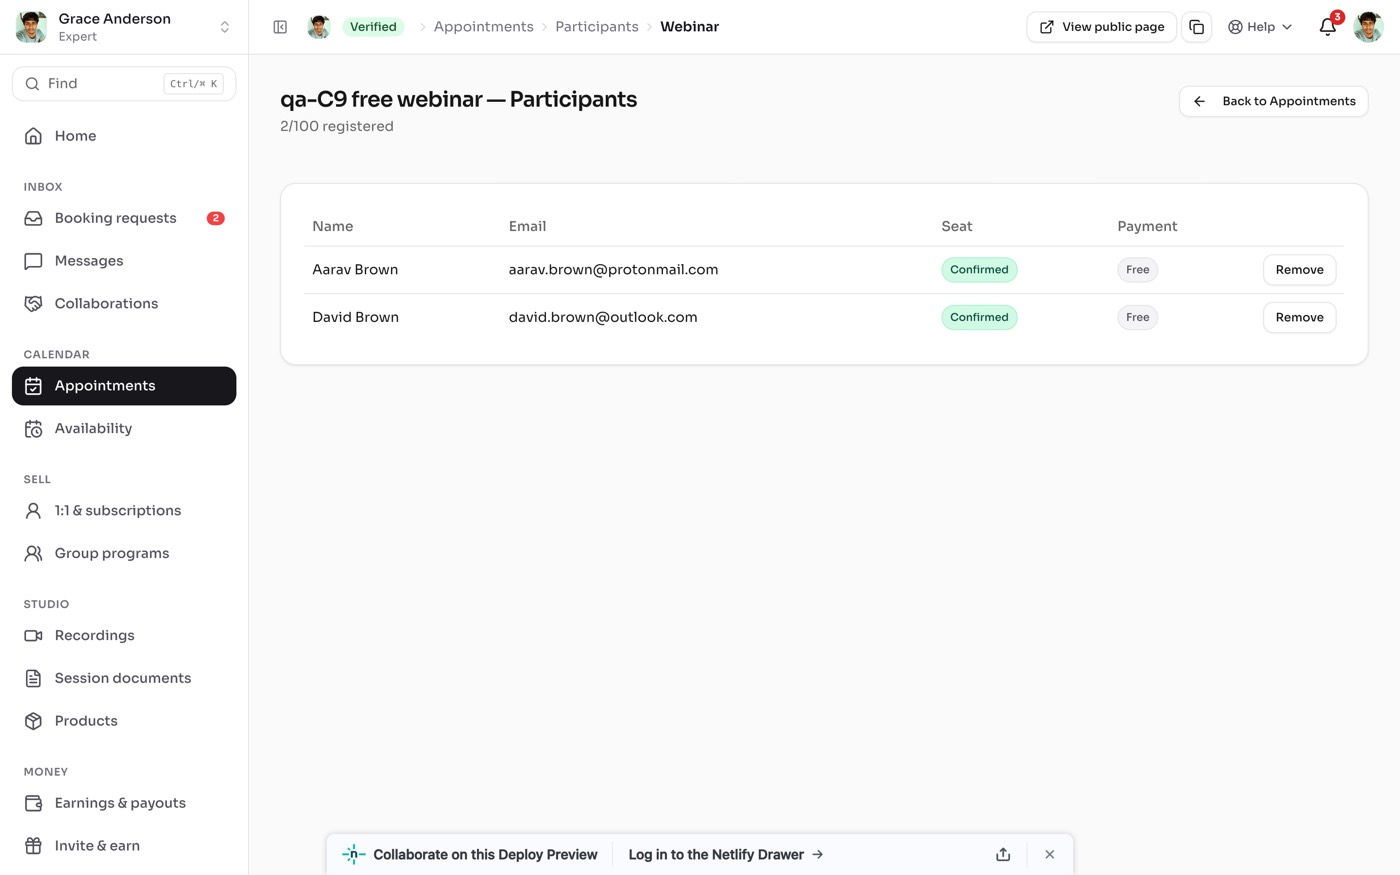 Grace Anderson
Expert
Find
Ctrl/⌘ K
Home
INBOX
Booking requests 2
Messages
Collaborations
CALENDAR
Appointments
Availability
SELL
1:1 & subscriptions
Group programs
STUDIO
Recordings
Session documents
Products
MONEY
Earnings & payouts
Invite & earn
Verified Appointments Participants Webinar
View public page
Help
3
qa-C9 free webinar — Participants
2/100 registered
Back to Appointments
Name Email Seat Payment
Aarav Brown aarav.brown@protonmail.com Confirmed Free Remove
David Brown david.brown@outlook.com Confirmed Free Remove
Collaborate on this Deploy Preview Log in to the Netlify Drawer →